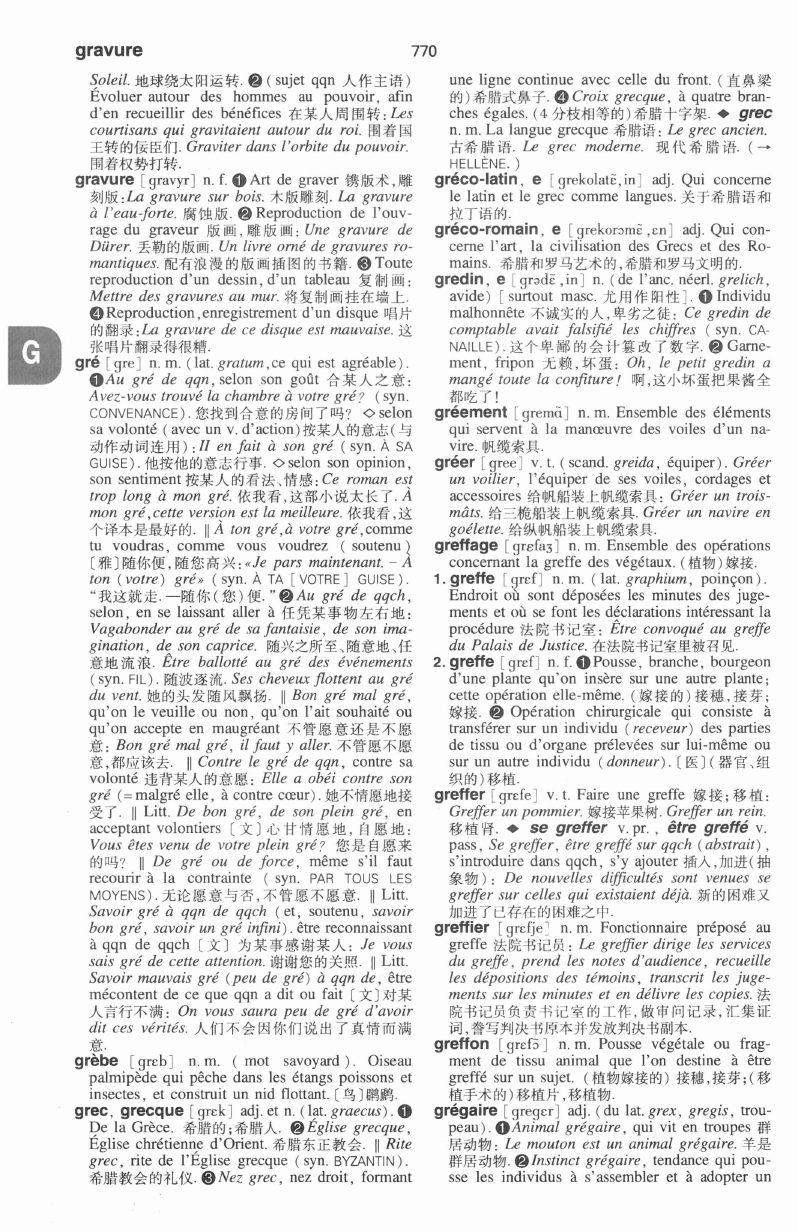 gravure
770
Soleil. 地球绕太阳运转. ❷ ( sujet qqn 人作主语)
Évoluer autour des hommes au pouvoir, afin
d'en recueillir des bénéfices 在某人周围转: Les
courtisans qui gravitaient autour du roi. 围着国
王转的佞臣们. Graviter dans l'orbite du pouvoir.
围着权势打转.
gravure [gravyr] n. f. ❶ Art de graver 镌版术,雕
刻版: La gravure sur bois. 木版雕刻. La gravure
à l'eau-forte. 腐蚀版. ❷ Reproduction de l'ouv-
rage du graveur 版画,雕版画: Une gravure de
Dürer. 丢勒的版画. Un livre orné de gravures ro-
mantiques. 配有浪漫的版画插图的书籍. ❸ Toute
reproduction d'un dessin, d'un tableau 复制画:
Mettre des gravures au mur. 将复制画挂在墙上.
❹ Reproduction, enregistrement d'un disque 唱片
的翻录: La gravure de ce disque est mauvaise. 这
张唱片翻录得很糟.
G
gré [gre] n. m. (lat. gratum, ce qui est agréable).
❶ Au gré de qqn, selon son goût 合某人之意:
Avez-vous trouvé la chambre à votre gré? (syn.
CONVENANCE). 您找到合意的房间了吗? ◇ selon
sa volonté (avec un v. d'action) 按某人的意志(与
动作动词连用): Il en fait à son gré (syn. À SA
GUISE). 他按他的意志行事. ◇ selon son opinion,
son sentiment 按某人的看法、情感: Ce roman est
trop long à mon gré. 依我看,这部小说太长了. À
mon gré, cette version est la meilleure. 依我看,这
个译本是最好的. ‖ À ton gré, à votre gré, comme
tu voudras, comme vous voudrez ( soutenu )
[雅]随你便,随您高兴: «Je pars maintenant. - À
ton (votre) gré» (syn. À TA [VOTRE] GUISE).
“我这就走. —随你(您)便.” ❷ Au gré de qqch,
selon, en se laissant aller à 任凭某事物左右地:
Vagabonder au gré de sa fantaisie, de son ima-
gination, de son caprice. 随兴之所至、随意地、任
意地流浪. Être ballotté au gré des événements
(syn. FIL). 随波逐流. Ses cheveux flottent au gré
du vent. 她的头发随风飘扬. ‖ Bon gré mal gré,
qu'on le veuille ou non, qu'on l'ait souhaité ou
qu'on accepte en maugréant 不管愿意还是不愿
意: Bon gré mal gré, il faut y aller. 不管愿不愿
意,都应该去. ‖ Contre le gré de qqn, contre sa
volonté 违背某人的意愿: Elle a obéi contre son
gré (= malgré elle, à contre cœur). 她不情愿地接
受了. ‖ Litt. De bon gré, de son plein gré, en
acceptant volontiers [文]心甘情愿地,自愿地:
Vous êtes venu de votre plein gré? 您是自愿来
的吗? ‖ De gré ou de force, même s'il faut
recourir à la contrainte ( syn. PAR TOUS LES
MOYENS). 无论愿意与否,不管愿不愿意. ‖ Litt.
Savoir gré à qqn de qqch (et, soutenu, savoir
bon gré, savoir un gré infini). être reconnaissant
à qqn de qqch [文] 为某事感谢某人: Je vous
sais gré de cette attention. 谢谢您的关照. ‖ Litt.
Savoir mauvais gré (peu de gré) à qqn de, être
mécontent de ce que qqn a dit ou fait [文]对某
人言行不满: On vous saura peu de gré d'avoir
dit ces vérités. 人们不会因你们说出了真情而满
意.
grèbe [grɛb] n. m. ( mot savoyard ). Oiseau
palmipède qui pêche dans les étangs poissons et
insectes, et construit un nid flottant. [鸟]䴙䴘.
grec, grecque [grɛk] adj. et n. (lat. graecus). ❶
De la Grèce. 希腊的;希腊人. ❷ Église grecque,
Église chrétienne d'Orient. 希腊东正教会. ‖ Rite
grec, rite de l'Église grecque (syn. BYZANTIN).
希腊教会的礼仪. ❸ Nez grec, nez droit, formant
une ligne continue avec celle du front. (直鼻梁
的)希腊式鼻子. ❹ Croix grecque, à quatre bran-
ches égales. (4 分枝相等的)希腊十字架. ◆ grec
n. m. La langue grecque 希腊语: Le grec ancien.
古希腊语. Le grec moderne. 现代希腊语. (→
HELLÈNE. )
gréco-latin, e [grekolatɛ̃, in] adj. Qui concerne
le latin et le grec comme langues. 关于希腊语和
拉丁语的.
gréco-romain, e [grekorɔmɛ̃, ɛn] adj. Qui con-
cerne l'art, la civilisation des Grecs et des Ro-
mains. 希腊和罗马艺术的,希腊和罗马文明的.
gredin, e [grədɛ̃, in] n. (de l'anc. néerl. grelich,
avide) [surtout masc. 尤用作阳性]. ❶ Individu
malhonnête 不诚实的人,卑劣之徒: Ce gredin de
comptable avait falsifié les chiffres ( syn. CA-
NAILLE). 这个卑鄙的会计篡改了数字. ❷ Garne-
ment, fripon 无赖,坏蛋: Oh, le petit gredin a
mangé toute la confiture! 啊,这小坏蛋把果酱全
都吃了!
gréement [gremɑ̃] n. m. Ensemble des éléments
qui servent à la manœuvre des voiles d'un na-
vire. 帆缆索具.
gréer [gree] v. t. (scand. greida, équiper). Gréer
un voilier, l'équiper de ses voiles, cordages et
accessoires 给帆船装上帆缆索具: Gréer un trois-
mâts. 给三桅船装上帆缆索具. Gréer un navire en
goélette. 给纵帆船装上帆缆索具.
greffage [grɛfaʒ] n. m. Ensemble des opérations
concernant la greffe des végétaux. (植物)嫁接.
1. greffe [grɛf] n. m. (lat. graphium, poinçon).
Endroit où sont déposées les minutes des juge-
ments et où se font les déclarations intéressant la
procédure 法院书记室: Être convoqué au greffe
du Palais de Justice. 在法院书记室里被召见.
2. greffe [grɛf] n. f. ❶ Pousse, branche, bourgeon
d'une plante qu'on insère sur une autre plante;
cette opération elle-même. (嫁接的)接穗,接芽;
嫁接. ❷ Opération chirurgicale qui consiste à
transférer sur un individu (receveur) des parties
de tissu ou d'organe prélevées sur lui-même ou
sur un autre individu (donneur). [医](器官、组
织的)移植.
greffer [grɛfe] v. t. Faire une greffe 嫁接;移植:
Greffer un pommier. 嫁接苹果树. Greffer un rein.
移植肾. ◆ se greffer v. pr. , être greffé v.
pass, Se greffer, être greffé sur qqch (abstrait),
s'introduire dans qqch, s'y ajouter 插入,加进(抽
象物): De nouvelles difficultés sont venues se
greffer sur celles qui existaient déjà. 新的困难又
加进了已存在的困难之中.
greffier [grɛfje] n. m. Fonctionnaire préposé au
greffe 法院书记员: Le greffier dirige les services
du greffe, prend les notes d'audience, recueille
les dépositions des témoins, transcrit les juge-
ments sur les minutes et en délivre les copies. 法
院书记员负责书记室的工作,做审问记录,汇集证
词,誊写判决书原本并发放判决书副本.
greffon [grɛfɔ̃] n. m. Pousse végétale ou frag-
ment de tissu animal que l'on destine à être
greffé sur un sujet. (植物嫁接的) 接穗,接芽;(移
植手术的)移植片,移植物.
grégaire [gregɛr] adj. (du lat. grex, gregis, trou-
peau). ❶ Animal grégaire, qui vit en troupes 群
居动物: Le mouton est un animal grégaire. 羊是
群居动物. ❷ Instinct grégaire, tendance qui pou-
sse les individus à s'assembler et à adopter un